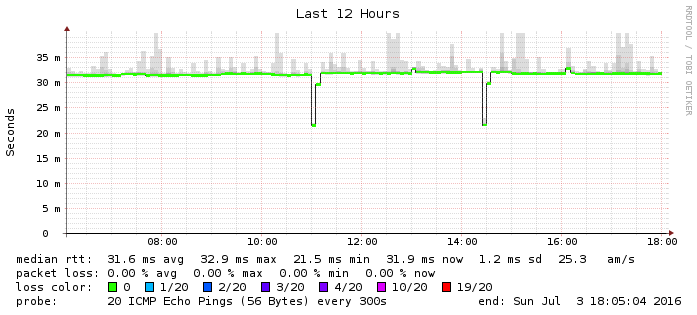 Last 12 Hours
RRDTOOL / TOBI OETIKER
Seconds
35 m
30 m
25 m
20 m
15 m
10 m
5 m
0
08:00 10:00 12:00 14:00 16:00 18:00
median rtt: 31.6 ms avg 32.9 ms max 21.5 ms min 31.9 ms now 1.2 ms sd 25.3 am/s
packet loss: 0.00 % avg 0.00 % max 0.00 % min 0.00 % now
loss color: 0 1/20 2/20 3/20 4/20 10/20 19/20
probe: 20 ICMP Echo Pings (56 Bytes) every 300s end: Sun Jul 3 18:05:04 2016